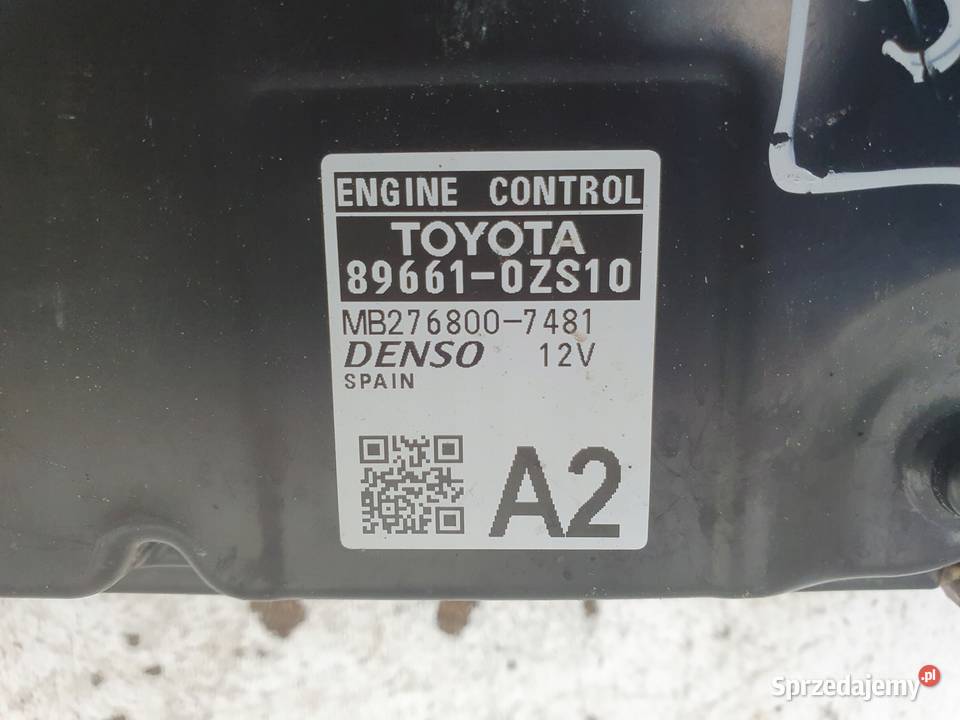 ENGINE CONTROL
TOYOTA
89661-0ZS10
MB276800-7481
DENSO 12V
SPAIN
A2
Sprzedajemy.pl